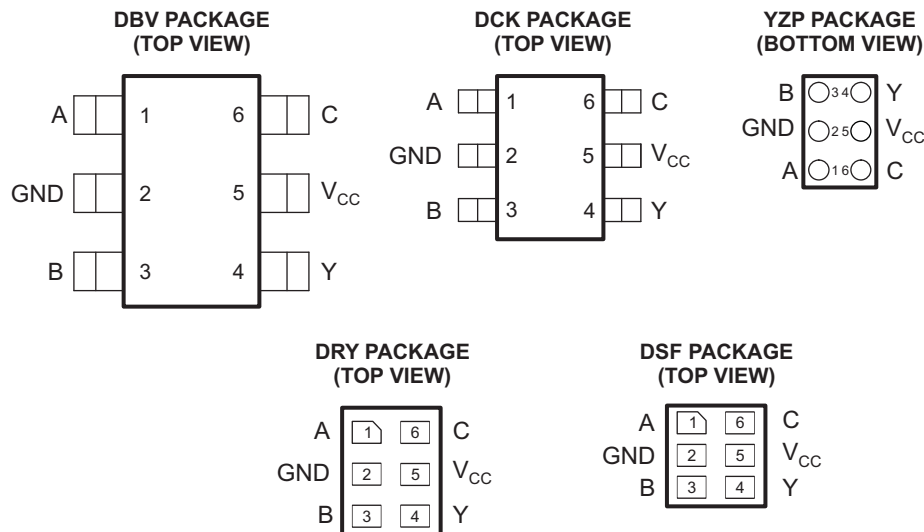 DBV PACKAGE
(TOP VIEW)
A 1 6 C
GND 2 5 VCC
B 3 4 Y
DCK PACKAGE
(TOP VIEW)
A 1 6 C
GND 2 5 VCC
B 3 4 Y
YZP PACKAGE
(BOTTOM VIEW)
B 3 4 Y
GND 2 5 VCC
A 1 6 C
DRY PACKAGE
(TOP VIEW)
A 1 6 C
GND 2 5 VCC
B 3 4 Y
DSF PACKAGE
(TOP VIEW)
A 1 6 C
GND 2 5 VCC
B 3 4 Y